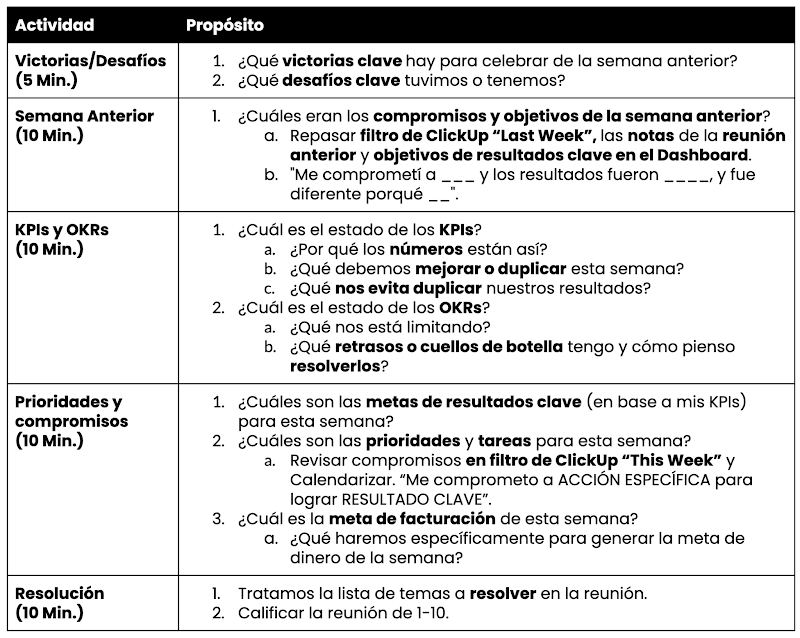 Actividad Propósito
Victorias/Desafíos
(5 Min.)
1. ¿Qué victorias clave hay para celebrar de la semana anterior?
2. ¿Qué desafíos clave tuvimos o tenemos?
Semana Anterior
(10 Min.)
1. ¿Cuáles eran los compromisos y objetivos de la semana anterior?
a. Repasar filtro de ClickUp “Last Week”, las notas de la reunión
anterior y objetivos de resultados clave en el Dashboard.
b. "Me comprometí a ___ y los resultados fueron ____, y fue
diferente porqué __".
KPIs y OKRs
(10 Min.)
1. ¿Cuál es el estado de los KPIs?
a. ¿Por qué los números están así?
b. ¿Qué debemos mejorar o duplicar esta semana?
c. ¿Qué nos evita duplicar nuestros resultados?
2. ¿Cuál es el estado de los OKRs?
a. ¿Qué nos está limitando?
b. ¿Qué retrasos o cuellos de botella tengo y cómo pienso
resolverlos?
Prioridades y
compromisos
(10 Min.)
1. ¿Cuáles son las metas de resultados clave (en base a mis KPIs)
para esta semana?
2. ¿Cuáles son las prioridades y tareas para esta semana?
a. Revisar compromisos en filtro de ClickUp “This Week” y
Calendarizar. “Me comprometo a ACCIÓN ESPECÍFICA para
lograr RESULTADO CLAVE”.
3. ¿Cuál es la meta de facturación de esta semana?
a. ¿Qué haremos específicamente para generar la meta de
dinero de la semana?
Resolución
(10 Min.)
1. Tratamos la lista de temas a resolver en la reunión.
2. Calificar la reunión de 1-10.